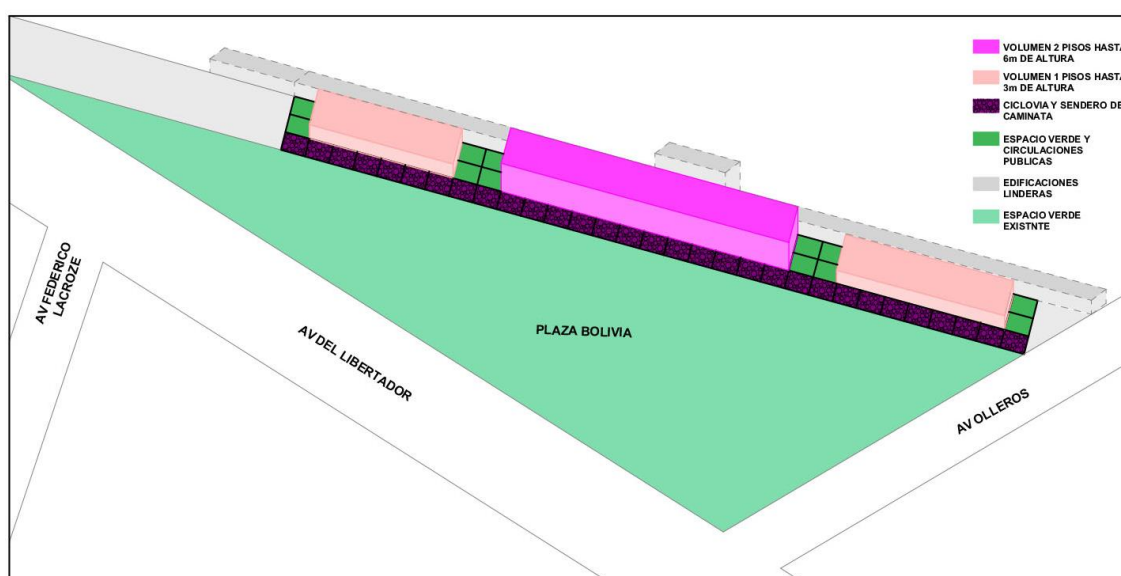 VOLUMEN 2 PISOS HASTA
6m DE ALTURA
VOLUMEN 1 PISOS HASTA
3m DE ALTURA
CICLOVIA Y SENDERO DE
CAMINATA
ESPACIO VERDE Y
CIRCULACIONES
PUBLICAS
EDIFICACIONES
LINDERAS
ESPACIO VERDE
EXISTNTE
AV FEDERICO
LACROZE
AV DEL LIBERTADOR
PLAZA BOLIVIA
AV OLLEROS